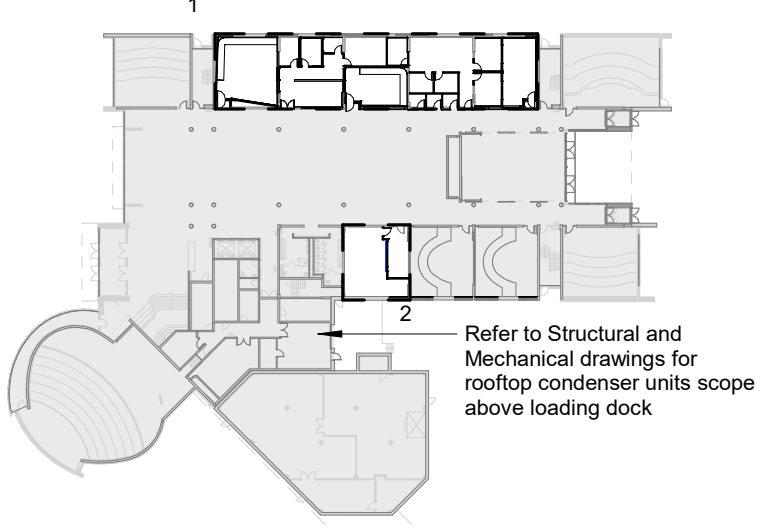 1
2
Refer to Structural and
Mechanical drawings for
rooftop condenser units scope
above loading dock